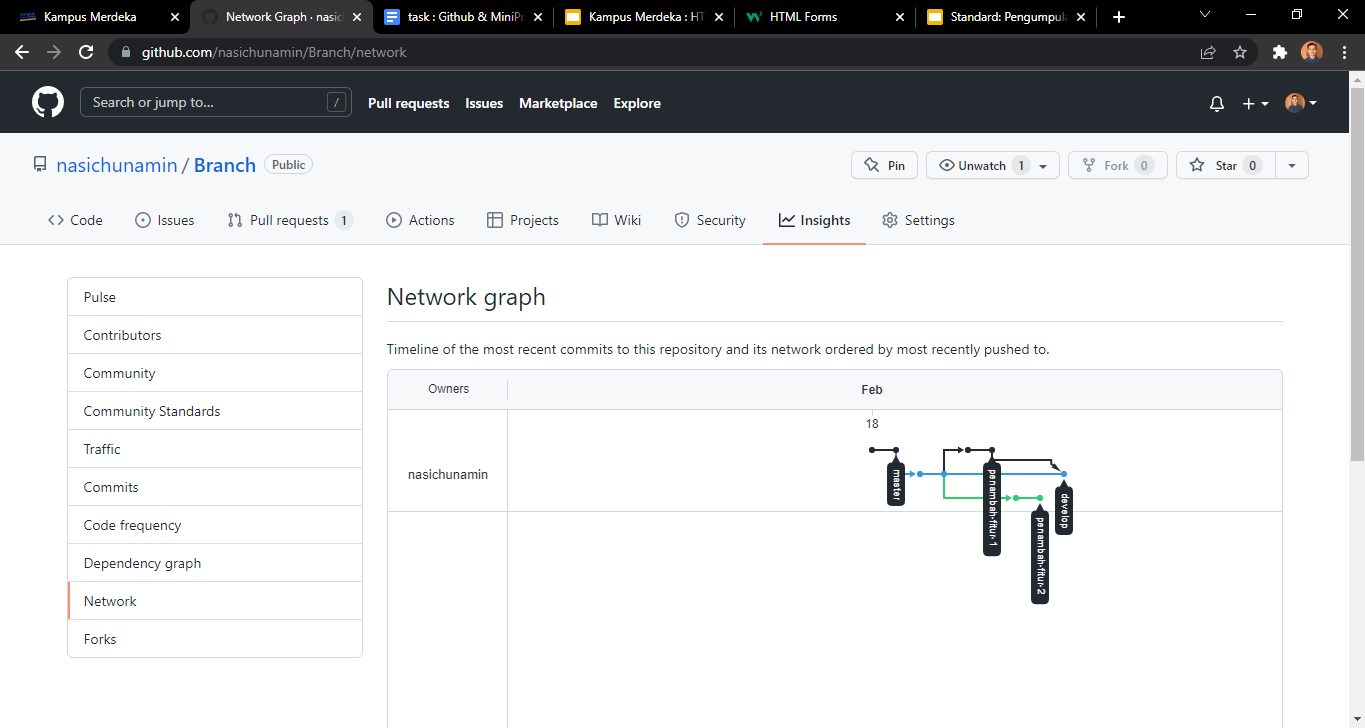 Kampus Merdeka
Network Graph · nasic
task : Github & MiniPr
Kampus Merdeka : HT
HTML Forms
Standard: Pengumpula
github.com/nasichunamin/Branch/network
Search or jump to...
/
Pull requests
Issues
Marketplace
Explore
nasichunamin / Branch
Public
Pin
Unwatch 1
Fork 0
Star 0
Code
Issues
Pull requests 1
Actions
Projects
Wiki
Security
Insights
Settings
Pulse
Contributors
Community
Community Standards
Traffic
Commits
Code frequency
Dependency graph
Network
Forks
Network graph
Timeline of the most recent commits to this repository and its network ordered by most recently pushed to.
Owners
Feb
18
nasichunamin
master
penambah-fitur-1
develop
penambah-fitur-2